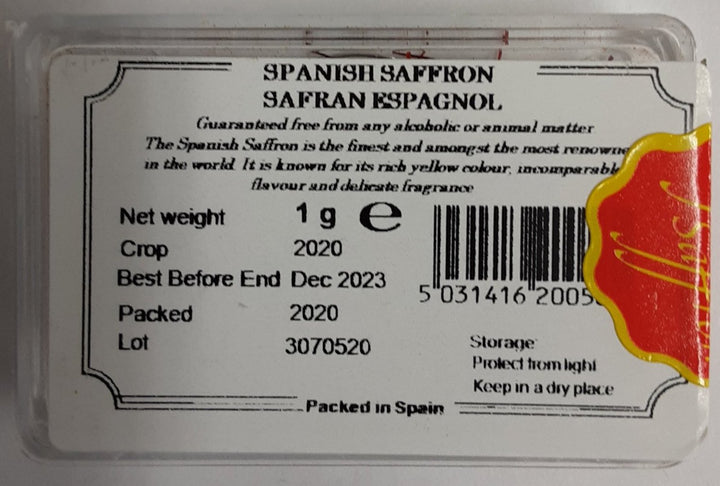 SPANISH SAFFRON
SAFRAN ESPAGNOL
Guaranteed free from any alcoholic or animal matter
The Spanish Saffron is the finest and amongst the most
in the world. It is known for its rich yellow colour,
flavour and delicate fragrance
Net weight 1 g ℮
Crop 2020
Best Before End Dec 2023
Packed 2020
Lot 3070520
5 031416 2005
Storage:
Protect from light
Keep in a dry place
Packed in Spain